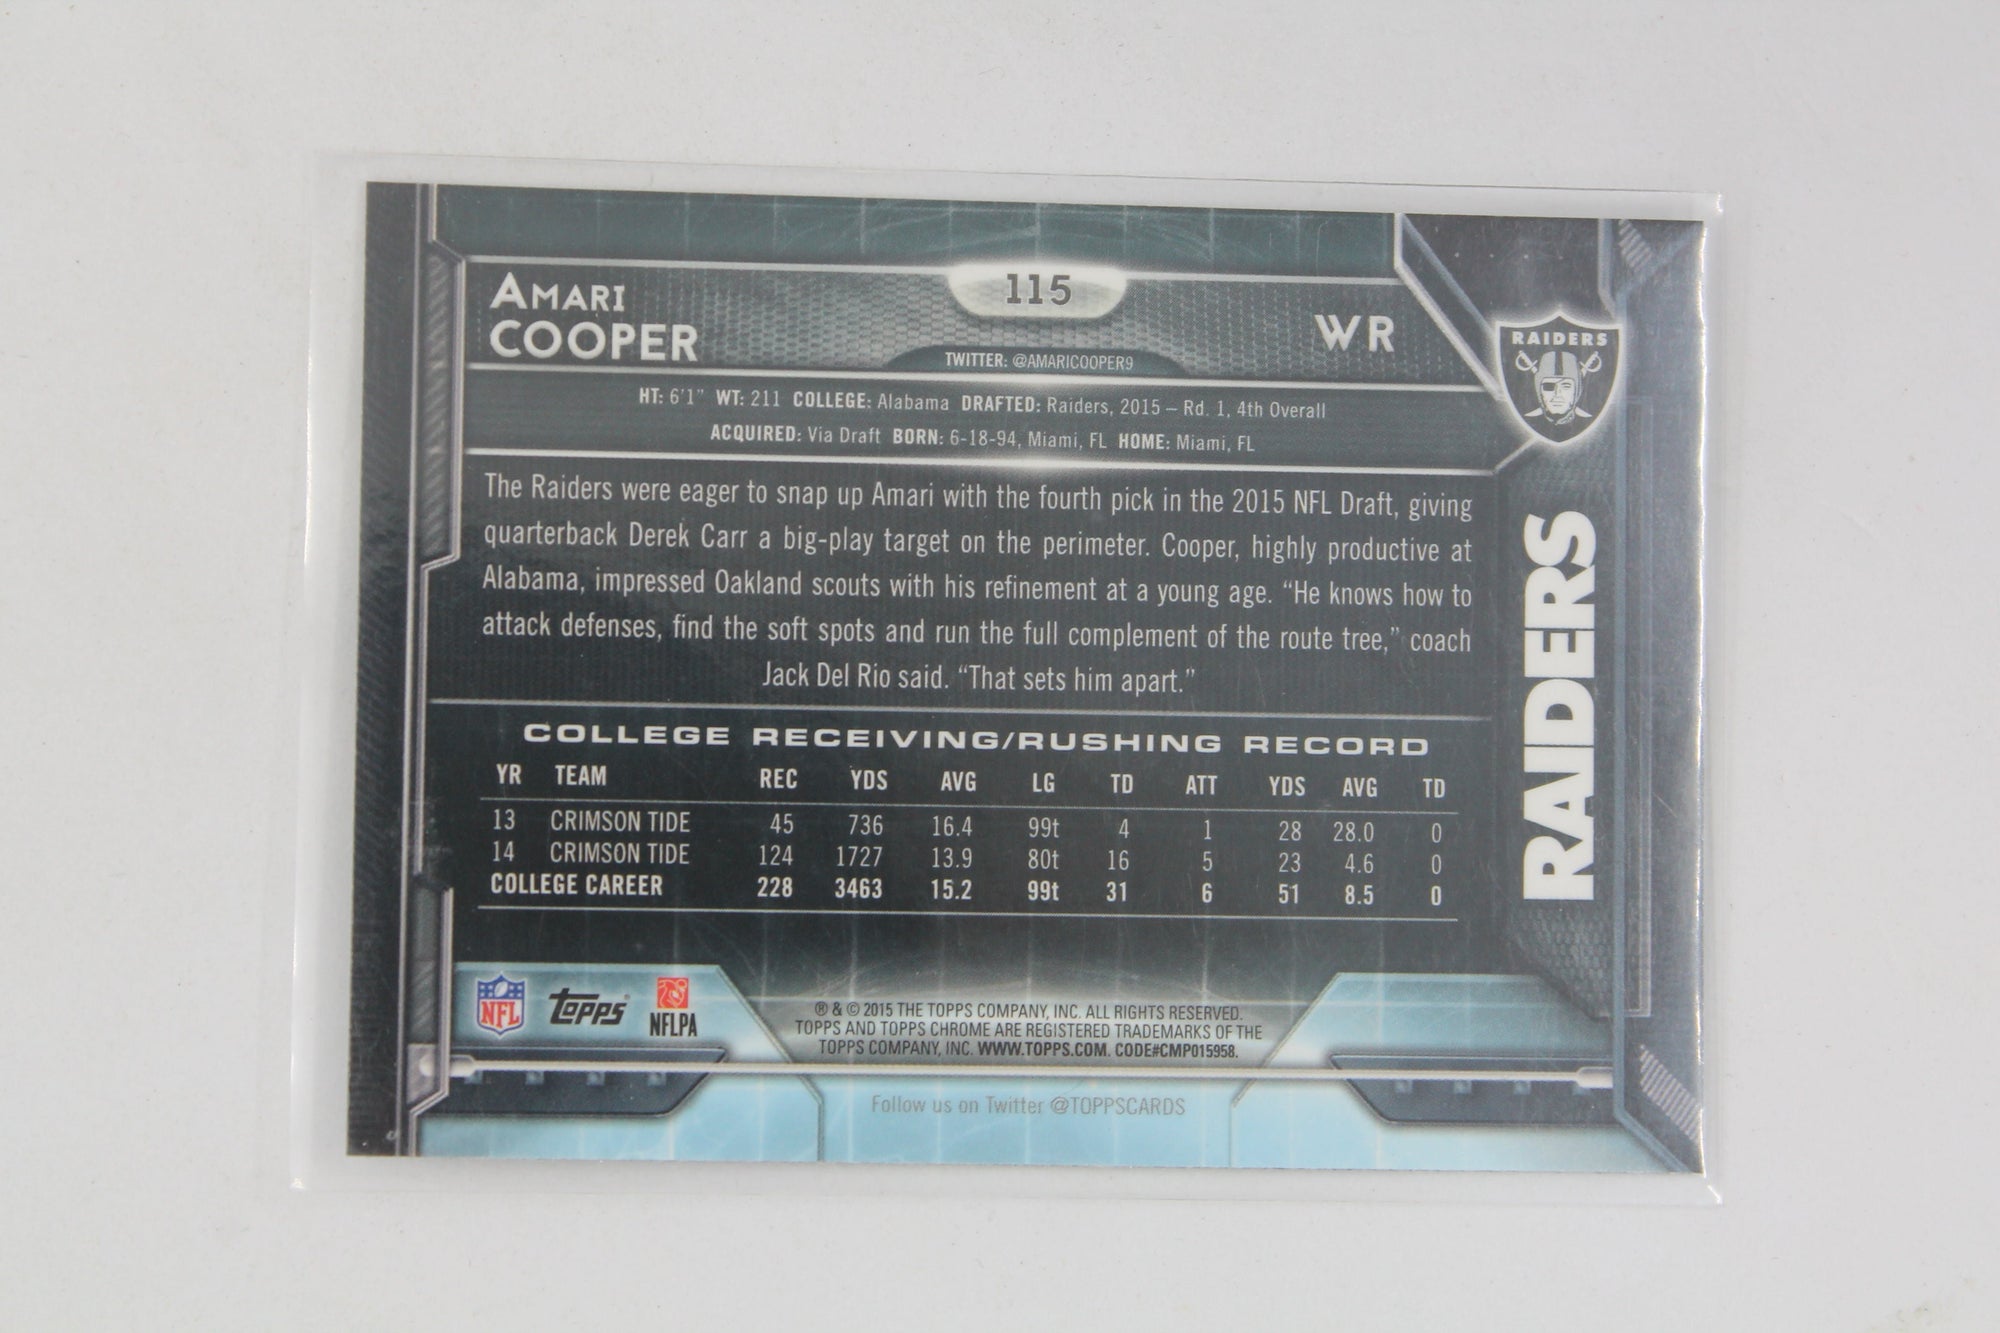 AMARI
COOPER
115
WR
TWITTER: @AMARICOOPER9
RAIDERS
HT: 6'1" WT: 211 COLLEGE: Alabama DRAFTED: Raiders, 2015 – Rd. 1, 4th Overall
ACQUIRED: Via Draft BORN: 6-18-94, Miami, FL HOME: Miami, FL
The Raiders were eager to snap up Amari with the fourth pick in the 2015 NFL Draft, giving
quarterback Derek Carr a big-play target on the perimeter. Cooper, highly productive at
Alabama, impressed Oakland scouts with his refinement at a young age. “He knows how to
attack defenses, find the soft spots and run the full complement of the route tree,” coach
Jack Del Rio said. “That sets him apart.”
RAIDERS
COLLEGE RECEIVING/RUSHING RECORD
YR TEAM REC YDS AVG LG TD ATT YDS AVG TD
13 CRIMSON TIDE 45 736 16.4 99t 4 1 28 28.0 0
14 CRIMSON TIDE 124 1727 13.9 80t 16 5 23 4.6 0
COLLEGE CAREER 228 3463 15.2 99t 31 6 51 8.5 0
NFL Topps® NFLPA
® & © 2015 THE TOPPS COMPANY, INC. ALL RIGHTS RESERVED.
TOPPS AND TOPPS CHROME ARE REGISTERED TRADEMARKS OF THE
TOPPS COMPANY, INC. WWW.TOPPS.COM. CODE#CMP015958.
Follow us on Twitter @TOPPSCARDS